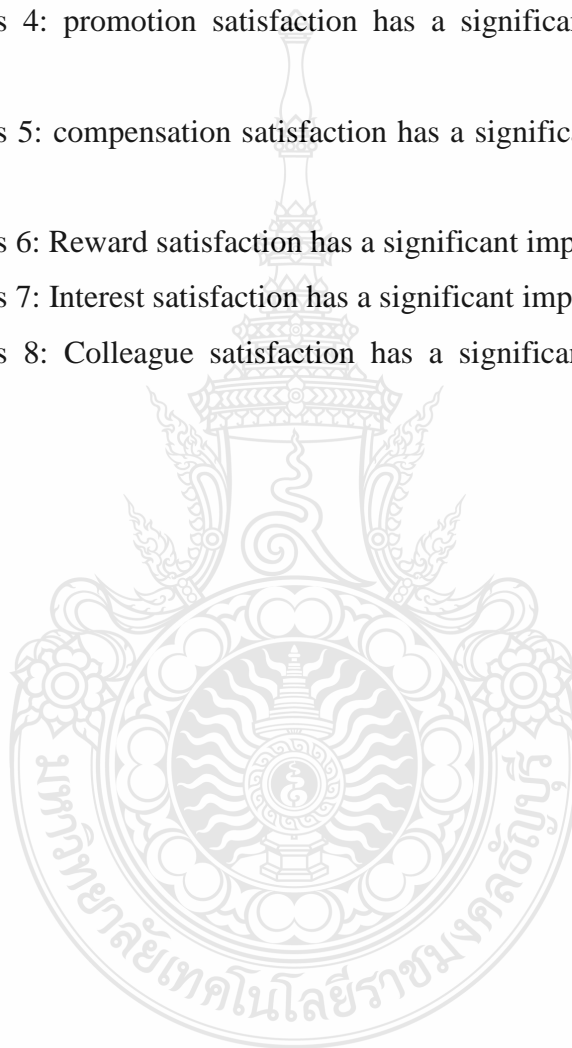 s 4: promotion satisfaction has a significan
s 5: compensation satisfaction has a significa
s 6: Reward satisfaction has a significant imp
s 7: Interest satisfaction has a significant imp
s 8: Colleague satisfaction has a significan
มหาวิทยาลัยเทคโนโลยีราชมงคลธัญบุรี